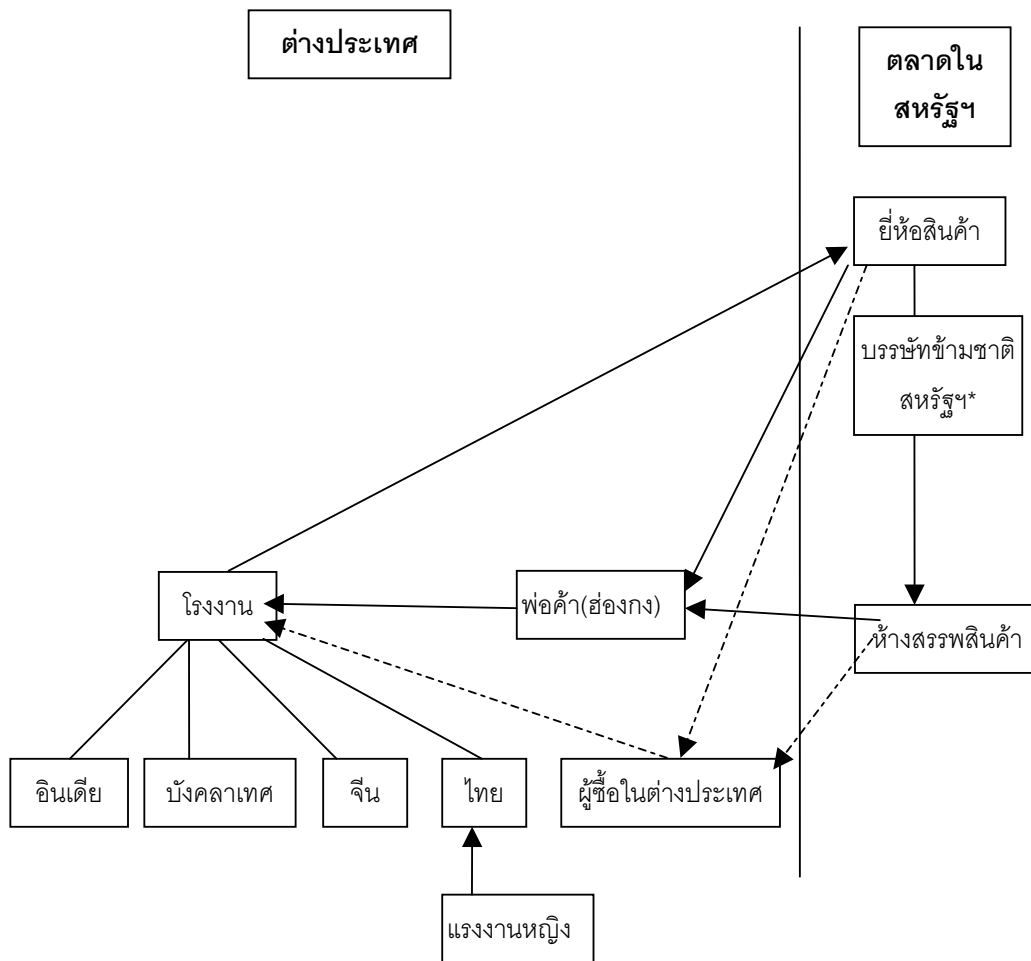 ต่างประเทศ
ตลาดใน
สหรัฐฯ
ยี่ห้อสินค้า
บรรษัทข้ามชาติ
สหรัฐฯ*
โรงงาน
พ่อค้า(ฮ่องกง)
ห้างสรรพสินค้า
อินเดีย
บังคลาเทศ
จีน
ไทย
ผู้ซื้อในต่างประเทศ
แรงงานหญิง